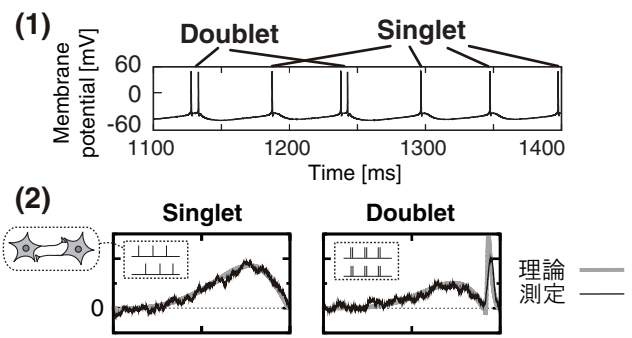 (1)
Doublet Singlet
Membrane potential [mV]
60
0
-60
1100 1200 1300 1400
Time [ms]
(2)
Singlet Doublet
0
理論
測定